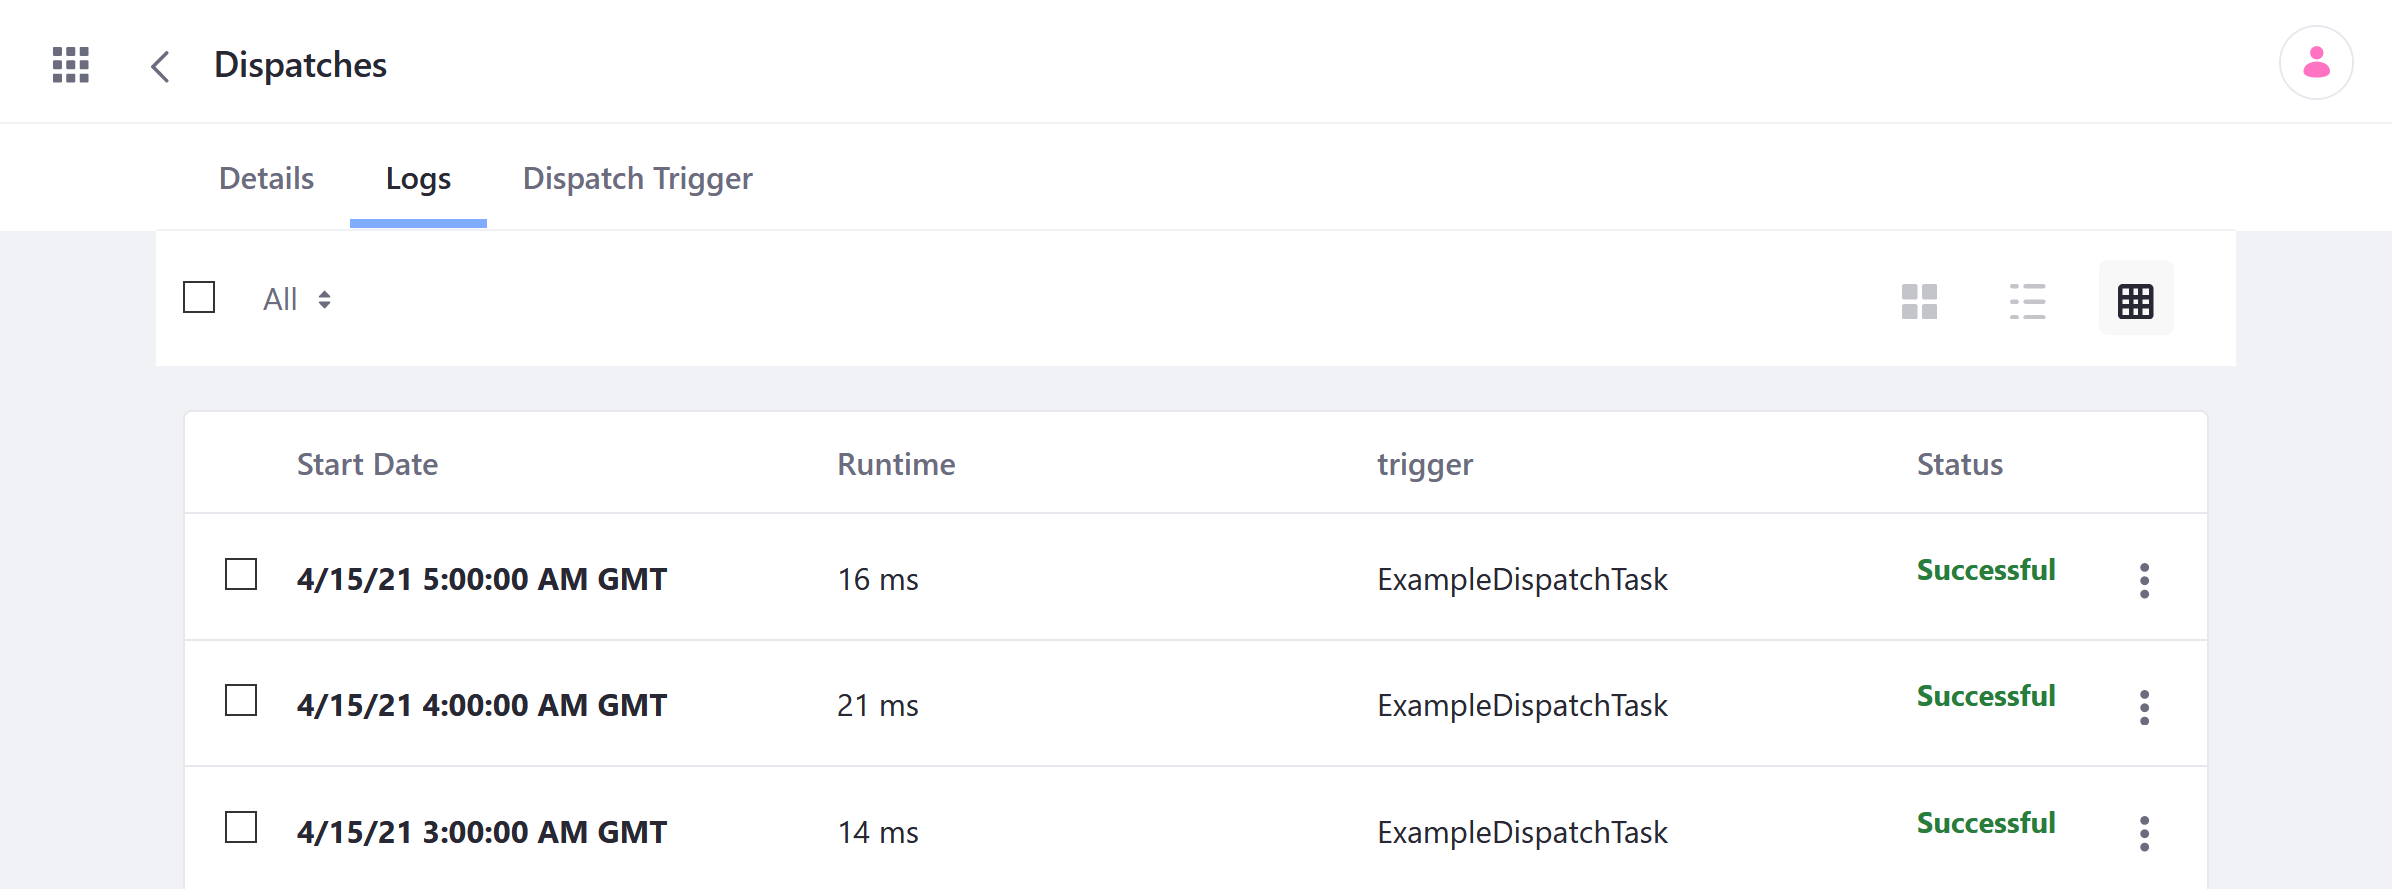 Dispatches
Details Logs Dispatch Trigger
All
Start Date Runtime trigger Status
4/15/21 5:00:00 AM GMT 16 ms ExampleDispatchTask Successful
4/15/21 4:00:00 AM GMT 21 ms ExampleDispatchTask Successful
4/15/21 3:00:00 AM GMT 14 ms ExampleDispatchTask Successful